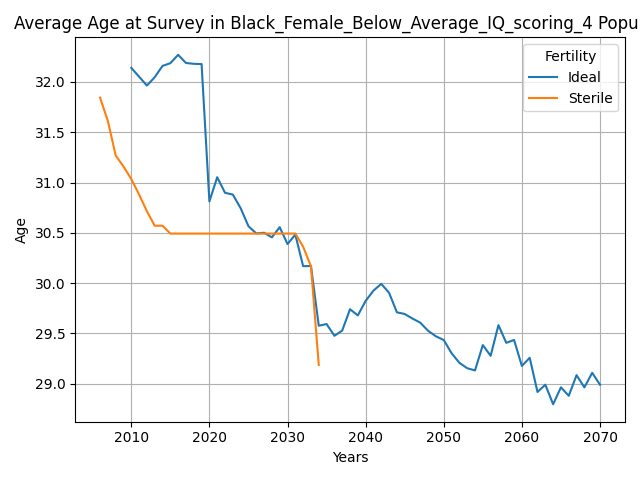 Average Age at Survey in Black_Female_Below_Average_IQ_scoring_4 Popu
Fertility
Ideal
Sterile
32.0
31.5
31.0
30.5
30.0
29.5
29.0
Age
2010 2020 2030 2040 2050 2060 2070
Years